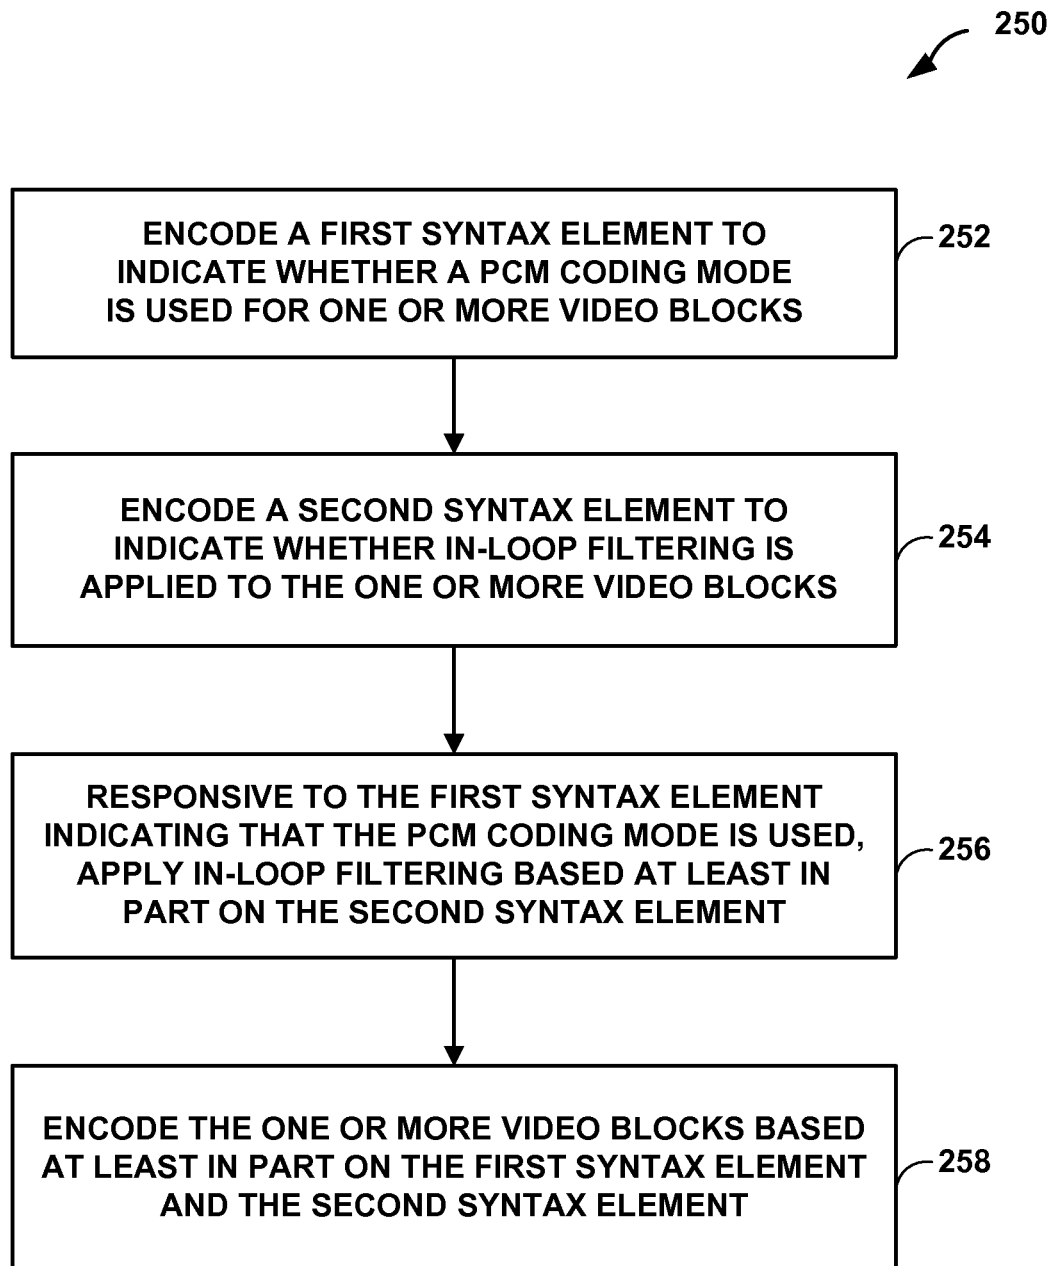 250
ENCODE A FIRST SYNTAX ELEMENT TO
INDICATE WHETHER A PCM CODING MODE
IS USED FOR ONE OR MORE VIDEO BLOCKS
252
ENCODE A SECOND SYNTAX ELEMENT TO
INDICATE WHETHER IN-LOOP FILTERING IS
APPLIED TO THE ONE OR MORE VIDEO BLOCKS
254
RESPONSIVE TO THE FIRST SYNTAX ELEMENT
INDICATING THAT THE PCM CODING MODE IS USED,
APPLY IN-LOOP FILTERING BASED AT LEAST IN
PART ON THE SECOND SYNTAX ELEMENT
256
ENCODE THE ONE OR MORE VIDEO BLOCKS BASED
AT LEAST IN PART ON THE FIRST SYNTAX ELEMENT
AND THE SECOND SYNTAX ELEMENT
258